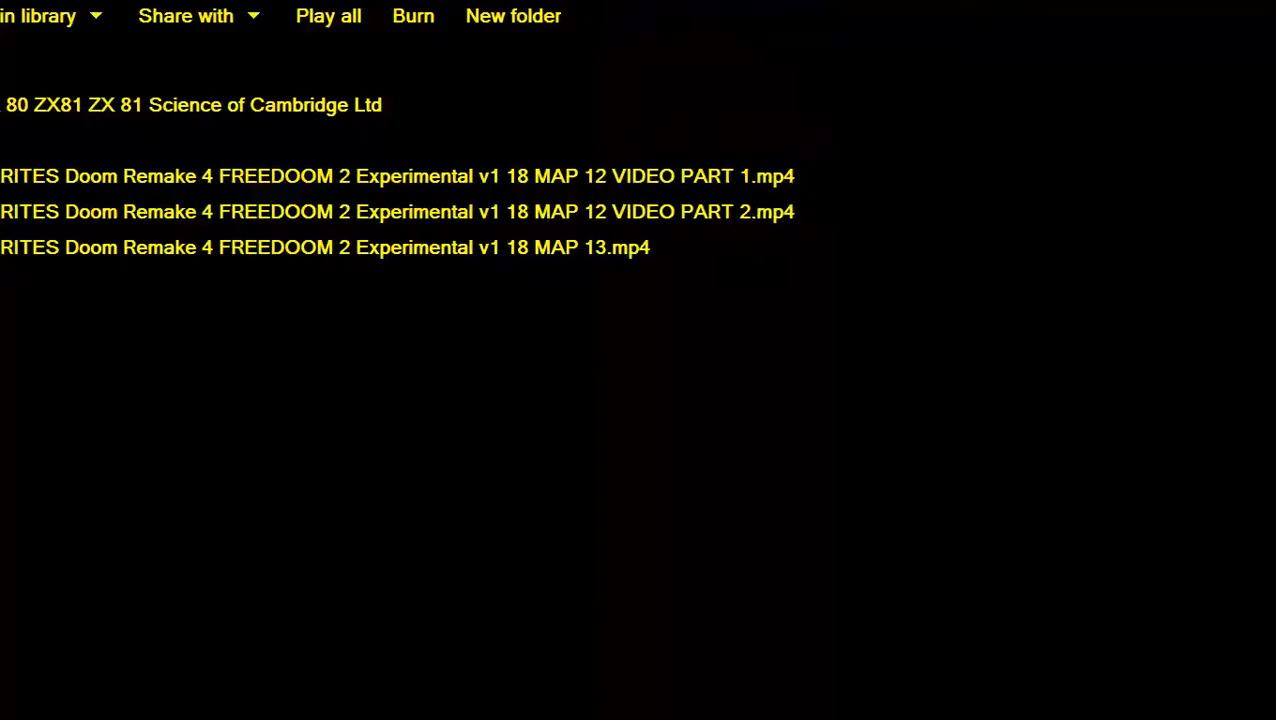 in library Share with Play all Burn New folder
80 ZX81 ZX 81 Science of Cambridge Ltd
RITES Doom Remake 4 FREEDOOM 2 Experimental v1 18 MAP 12 VIDEO PART 1.mp4
RITES Doom Remake 4 FREEDOOM 2 Experimental v1 18 MAP 12 VIDEO PART 2.mp4
RITES Doom Remake 4 FREEDOOM 2 Experimental v1 18 MAP 13.mp4